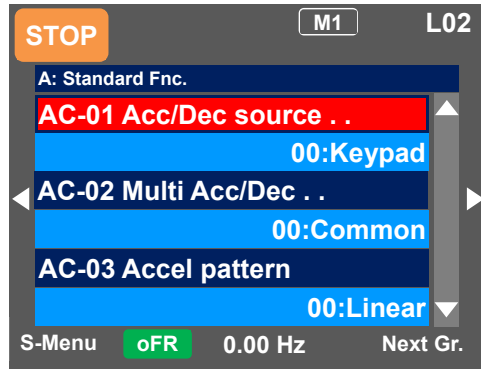 STOP M1 L02
A: Standard Fnc.
AC-01 Acc/Dec source . .
00:Keypad
AC-02 Multi Acc/Dec . .
00:Common
AC-03 Accel pattern
00:Linear
S-Menu oFR 0.00 Hz Next Gr.